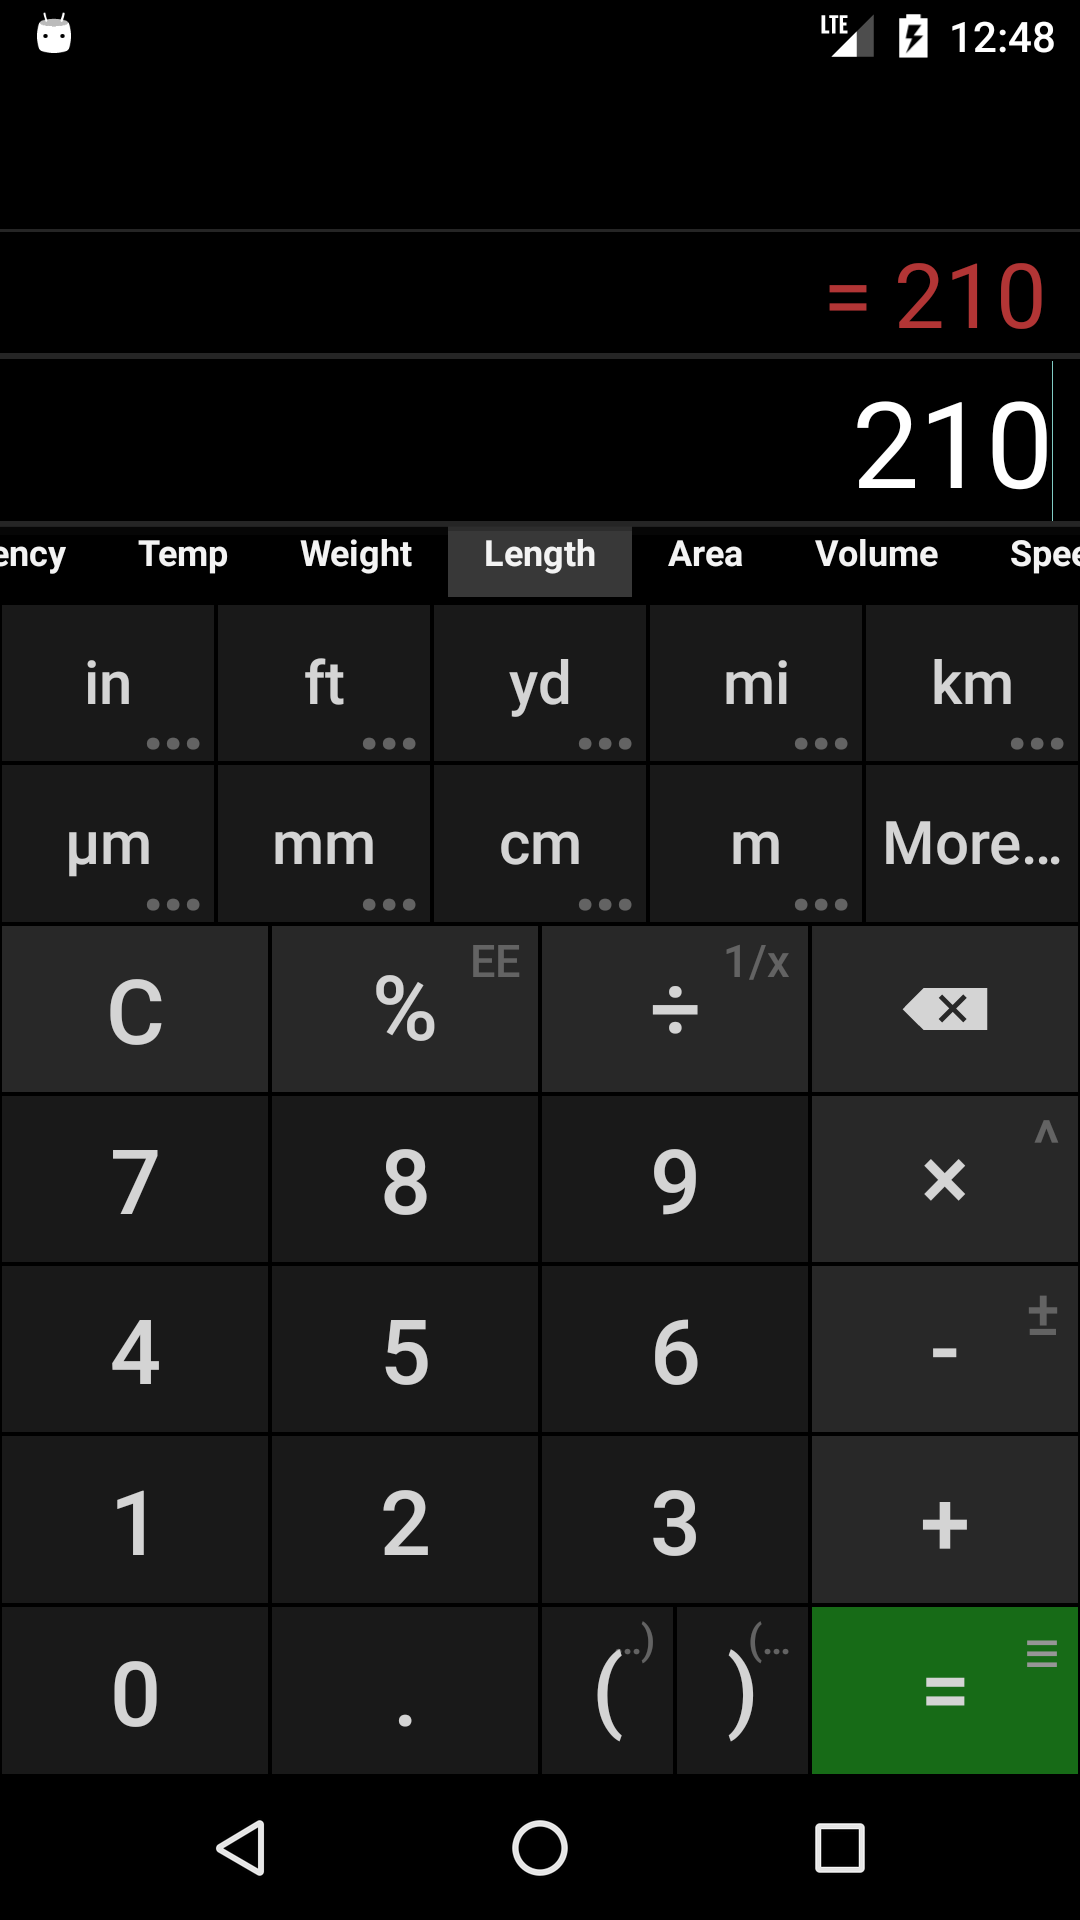 LTE 12:48
= 210
210
ency Temp Weight Length Area Volume Spee
in ft yd mi km
µm mm cm m More...
C % EE ÷ 1/x
7 8 9 × ^
4 5 6 - ±
1 2 3 +
0 . ( ..) ) (... =